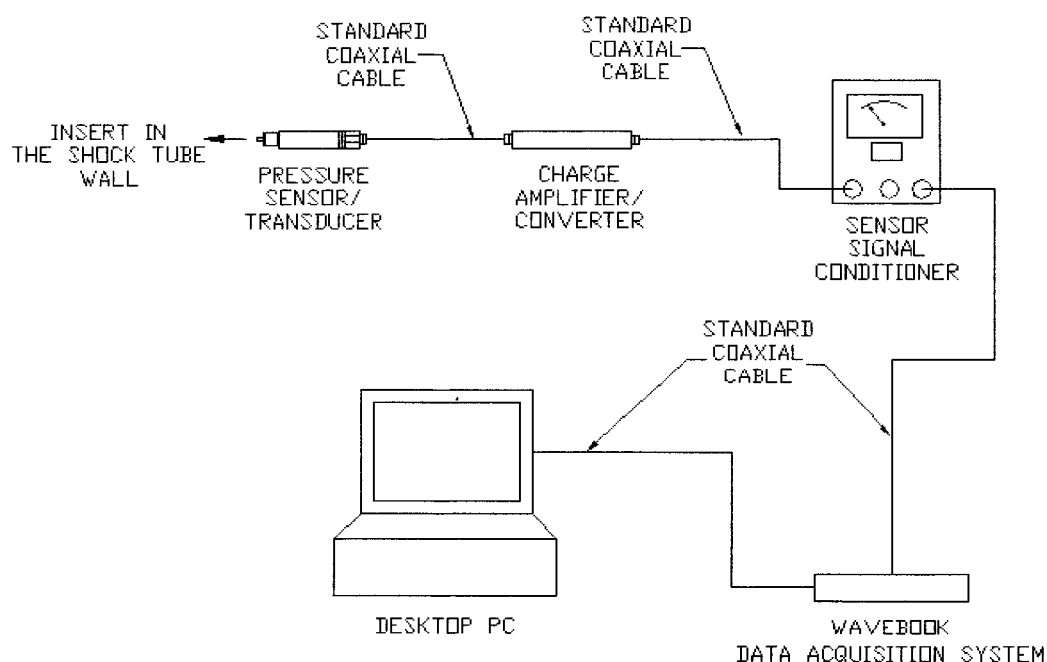 STANDARD
COAXIAL
CABLE
STANDARD
COAXIAL
CABLE
INSERT IN
THE SHOCK TUBE
WALL
PRESSURE
SENSOR/
TRANSDUCER
CHARGE
AMPLIFIER/
CONVERTER
SENSOR
SIGNAL
CONDITIONER
STANDARD
COAXIAL
CABLE
DESKTOP PC
WAVEBOOK
DATA ACQUISITION SYSTEM